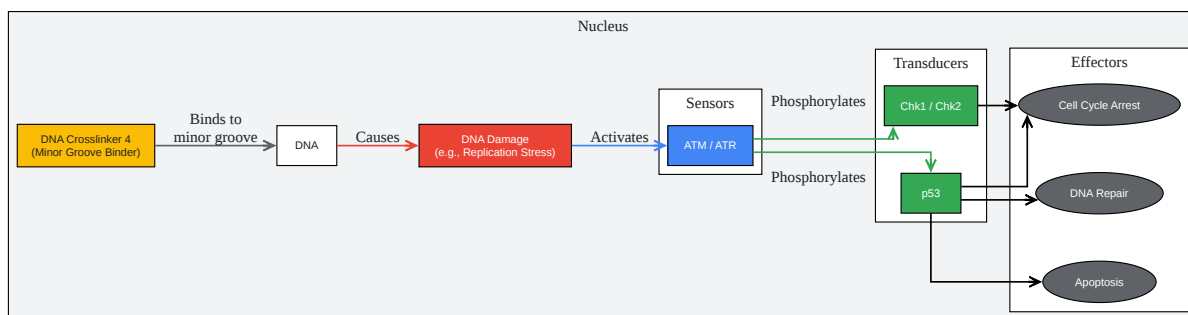 Nucleus
Transducers
Effectors
Sensors
Phosphorylates
Chk1 / Chk2
Cell Cycle Arrest
DNA Crosslinker 4
(Minor Groove Binder)
Binds to
minor groove
DNA
Causes
DNA Damage
(e.g., Replication Stress)
Activates
ATM / ATR
Phosphorylates
p53
DNA Repair
Apoptosis